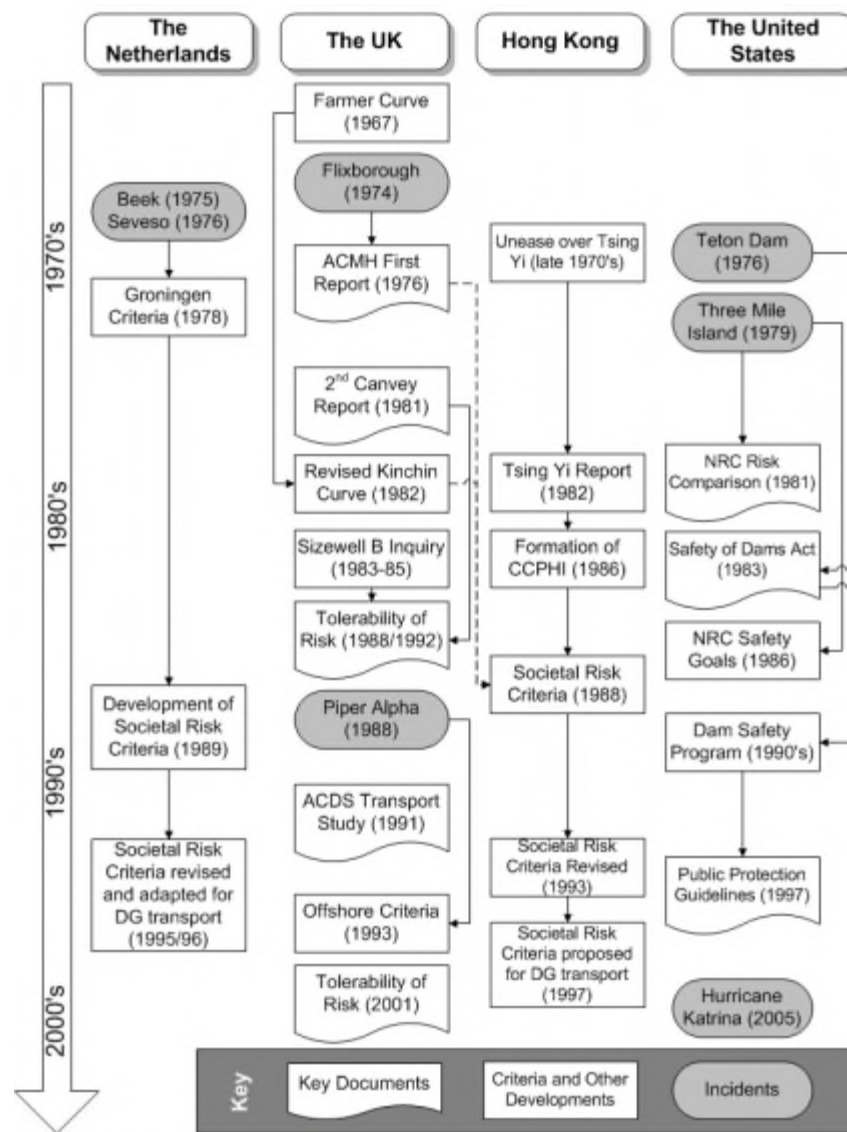 The
Netherlands
The UK
Hong Kong
The United
States
1970's
1980's
1990's
2000's
Beek (1975)
Seveso (1976)
Groningen
Criteria (1978)
Development of
Societal Risk
Criteria (1989)
Societal Risk
Criteria revised
and adapted for
DG transport
(1995/96)
Farmer Curve
(1967)
Flixborough
(1974)
ACMH First
Report (1976)
2nd Canvey
Report (1981)
Revised Kinchin
Curve (1982)
Sizewell B Inquiry
(1983-85)
Tolerability of
Risk (1988/1992)
Piper Alpha
(1988)
ACDS Transport
Study (1991)
Offshore Criteria
(1993)
Tolerability of
Risk (2001)
Unease over Tsing
Yi (late 1970's)
Tsing Yi Report
(1982)
Formation of
CCPHI (1986)
Societal Risk
Criteria (1988)
Societal Risk
Criteria Revised
(1993)
Societal Risk
Criteria proposed
for DG transport
(1997)
Teton Dam
(1976)
Three Mile
Island (1979)
NRC Risk
Comparison (1981)
Safety of Dams Act
(1983)
NRC Safety
Goals (1986)
Dam Safety
Program (1990's)
Public Protection
Guidelines (1997)
Hurricane
Katrina (2005)
Key
Key Documents
Criteria and Other
Developments
Incidents